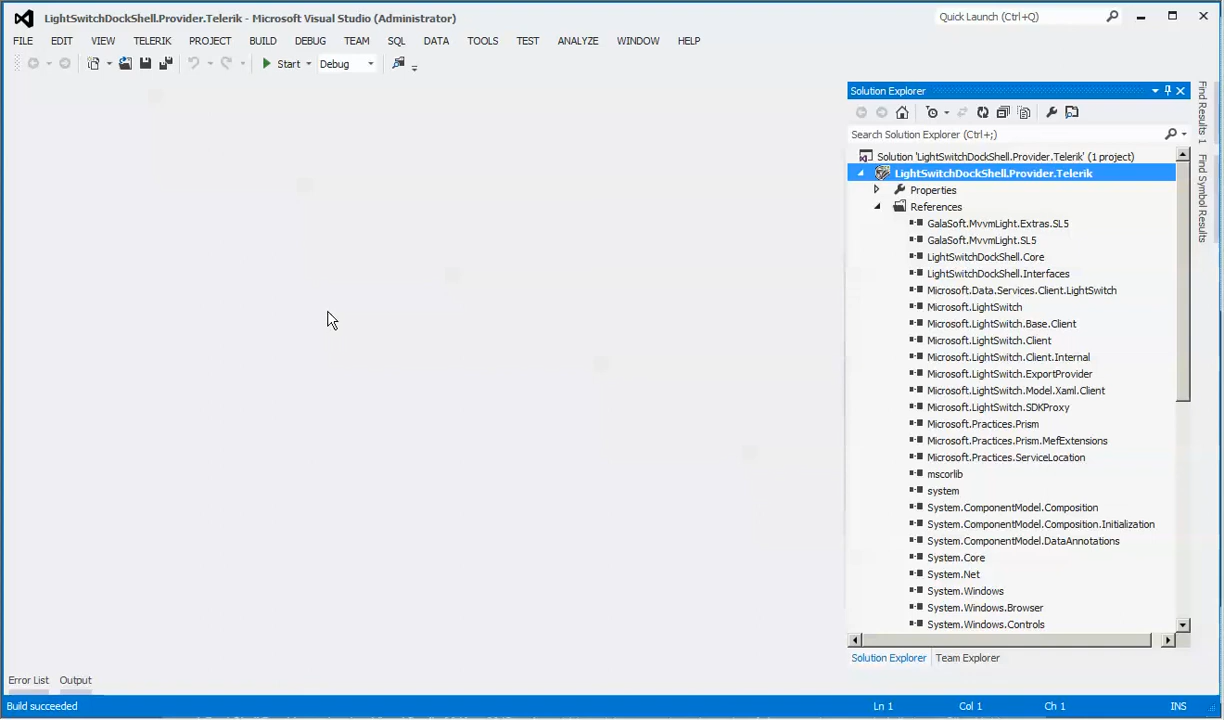 LightSwitchDockShell.Provider.Telerik - Microsoft Visual Studio (Administrator)
Quick Launch (Ctrl+Q)
FILE EDIT VIEW TELERIK PROJECT BUILD DEBUG TEAM SQL DATA TOOLS TEST ANALYZE WINDOW HELP
Start Debug
Solution Explorer
Search Solution Explorer (Ctrl+;)
Solution 'LightSwitchDockShell.Provider.Telerik' (1 project)
LightSwitchDockShell.Provider.Telerik
Properties
References
GalaSoft.MvvmLight.Extras.SL5
GalaSoft.MvvmLight.SL5
LightSwitchDockShell.Core
LightSwitchDockShell.Interfaces
Microsoft.Data.Services.Client.LightSwitch
Microsoft.LightSwitch
Microsoft.LightSwitch.Base.Client
Microsoft.LightSwitch.Client
Microsoft.LightSwitch.Client.Internal
Microsoft.LightSwitch.ExportProvider
Microsoft.LightSwitch.Model.Xaml.Client
Microsoft.LightSwitch.SDKProxy
Microsoft.Practices.Prism
Microsoft.Practices.Prism.MefExtensions
Microsoft.Practices.ServiceLocation
mscorlib
system
System.ComponentModel.Composition
System.ComponentModel.Composition.Initialization
System.ComponentModel.DataAnnotations
System.Core
System.Net
System.Windows
System.Windows.Browser
System.Windows.Controls
Solution Explorer Team Explorer
Find Results 1
Find Symbol Results
Error List Output
Build succeeded Ln 1 Col 1 Ch 1 INS